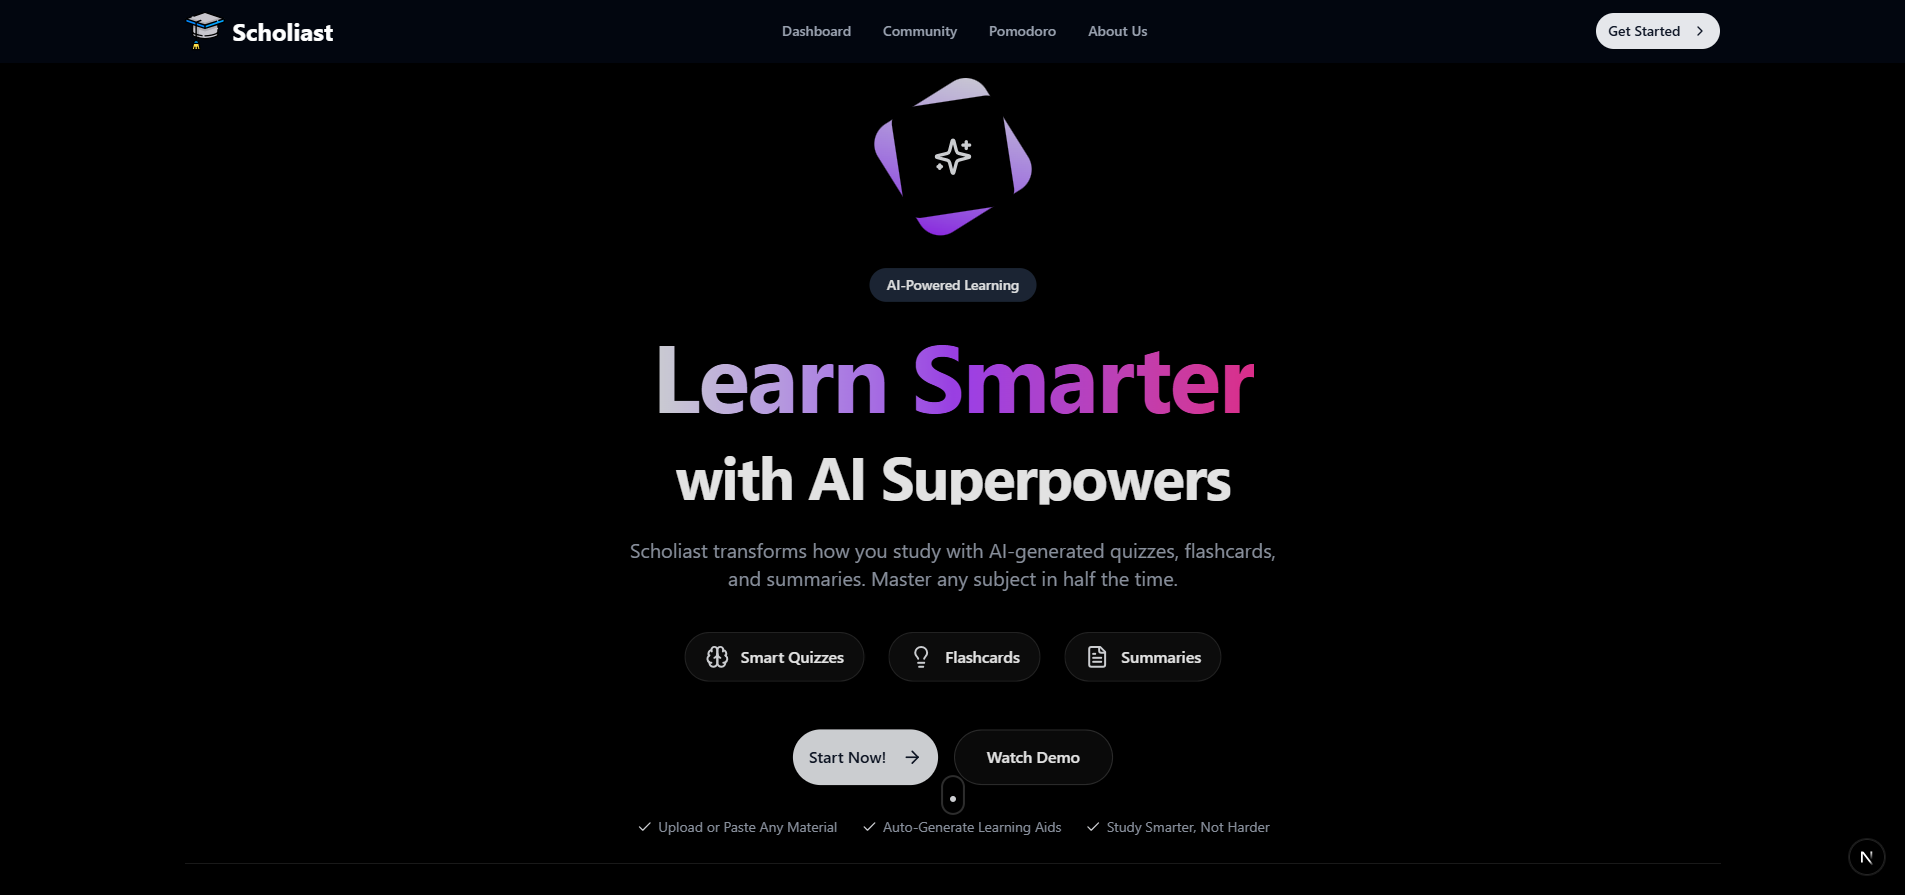 Scholiast
Dashboard
Community
Pomodoro
About Us
Get Started
AI-Powered Learning
Learn Smarter
with AI Superpowers
Scholiast transforms how you study with AI-generated quizzes, flashcards,
and summaries. Master any subject in half the time.
Smart Quizzes
Flashcards
Summaries
Start Now!
Watch Demo
Upload or Paste Any Material
Auto-Generate Learning Aids
Study Smarter, Not Harder
N